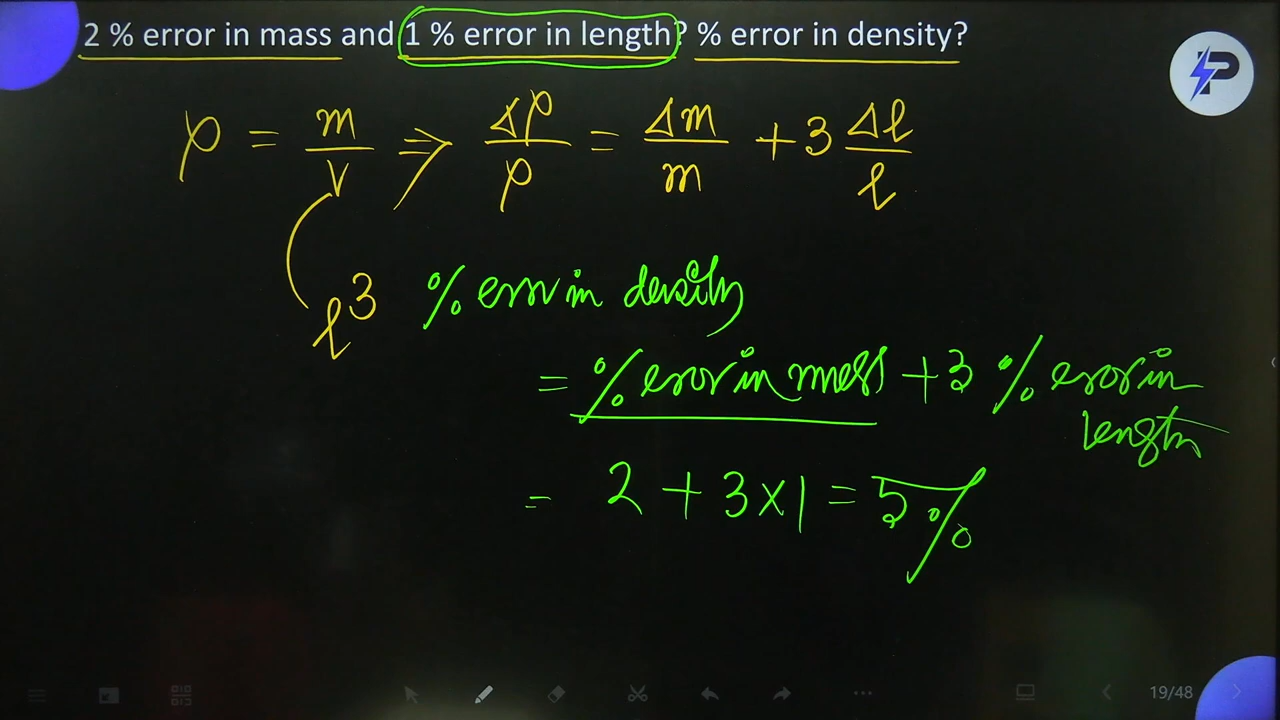 2 % error in mass and 1 % error in length? % error in density?
P
ρ = m/V ⇒ Δρ/ρ = Δm/m + 3 Δl/l
l³
% error in density
= % error in mass + 3 % error in length
= 2 + 3×1 = 5%
19/48